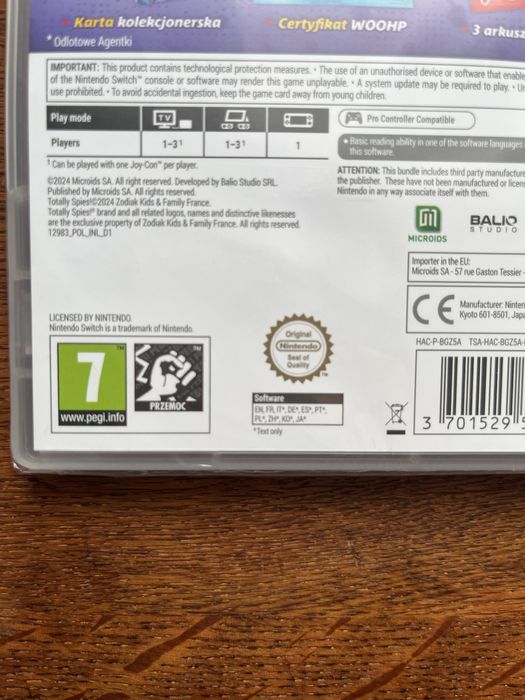 Karta kolekcjonerska
Certyfikat WOOHP
3 arkusz
* Odlotowe Agentki
IMPORTANT: This product contains technological protection measures. • The use of an unauthorised device or software that enable
of the Nintendo Switch™ console or software may render this game unplayable. • A system update may be required to play. • Un
use prohibited. • To avoid accidental ingestion, keep the game card away from young children.
Play mode
TV
Players
1-3¹
1-3¹
1
Pro Controller Compatible
• Basic reading ability in one of the software languages
this software.
¹ Can be played with one Joy-Con™ per player.
ATTENTION: This bundle includes third party manufacture
the publisher. These have not been manufactured or licen
Nintendo in any way associate itself with them.
©2024 Microids SA. All right reserved. Developed by Balio Studio SRL.
Published by Microids SA. All rights reserved.
Totally Spies!©2024 Zodiak Kids & Family France.
Totally Spies!® brand and all related logos, names and distinctive likenesses
are the exclusive property of Zodiak Kids & Family France. All rights reserved.
12983_POL_INL_D1
m
MICROIDS
BALIO
STUDIO
Importer in the EU:
Microids SA - 57 rue Gaston Tessier -
CE
Manufacturer: Ninten
Kyoto 601-8501, Japa
LICENSED BY NINTENDO.
Nintendo Switch is a trademark of Nintendo.
HAC-P-BGZSA TSA-HAC-BGZSA-
7
www.pegi.info
PRZEMOC
Original
Nintendo
Seal of
Quality
Software
EN, FR, IT*, DE*, ES*, PT*,
PL*, ZH*, KO*, JA*
*Text only
3 701529